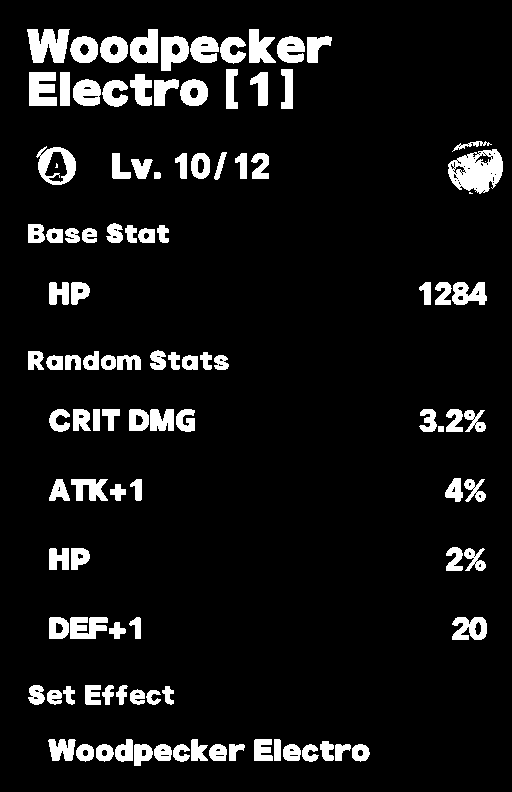 Woodpecker
Electro [1]
A Lv. 10/12
Base Stat
HP 1284
Random Stats
CRIT DMG 3.2%
ATK+1 4%
HP 2%
DEF+1 20
Set Effect
Woodpecker Electro